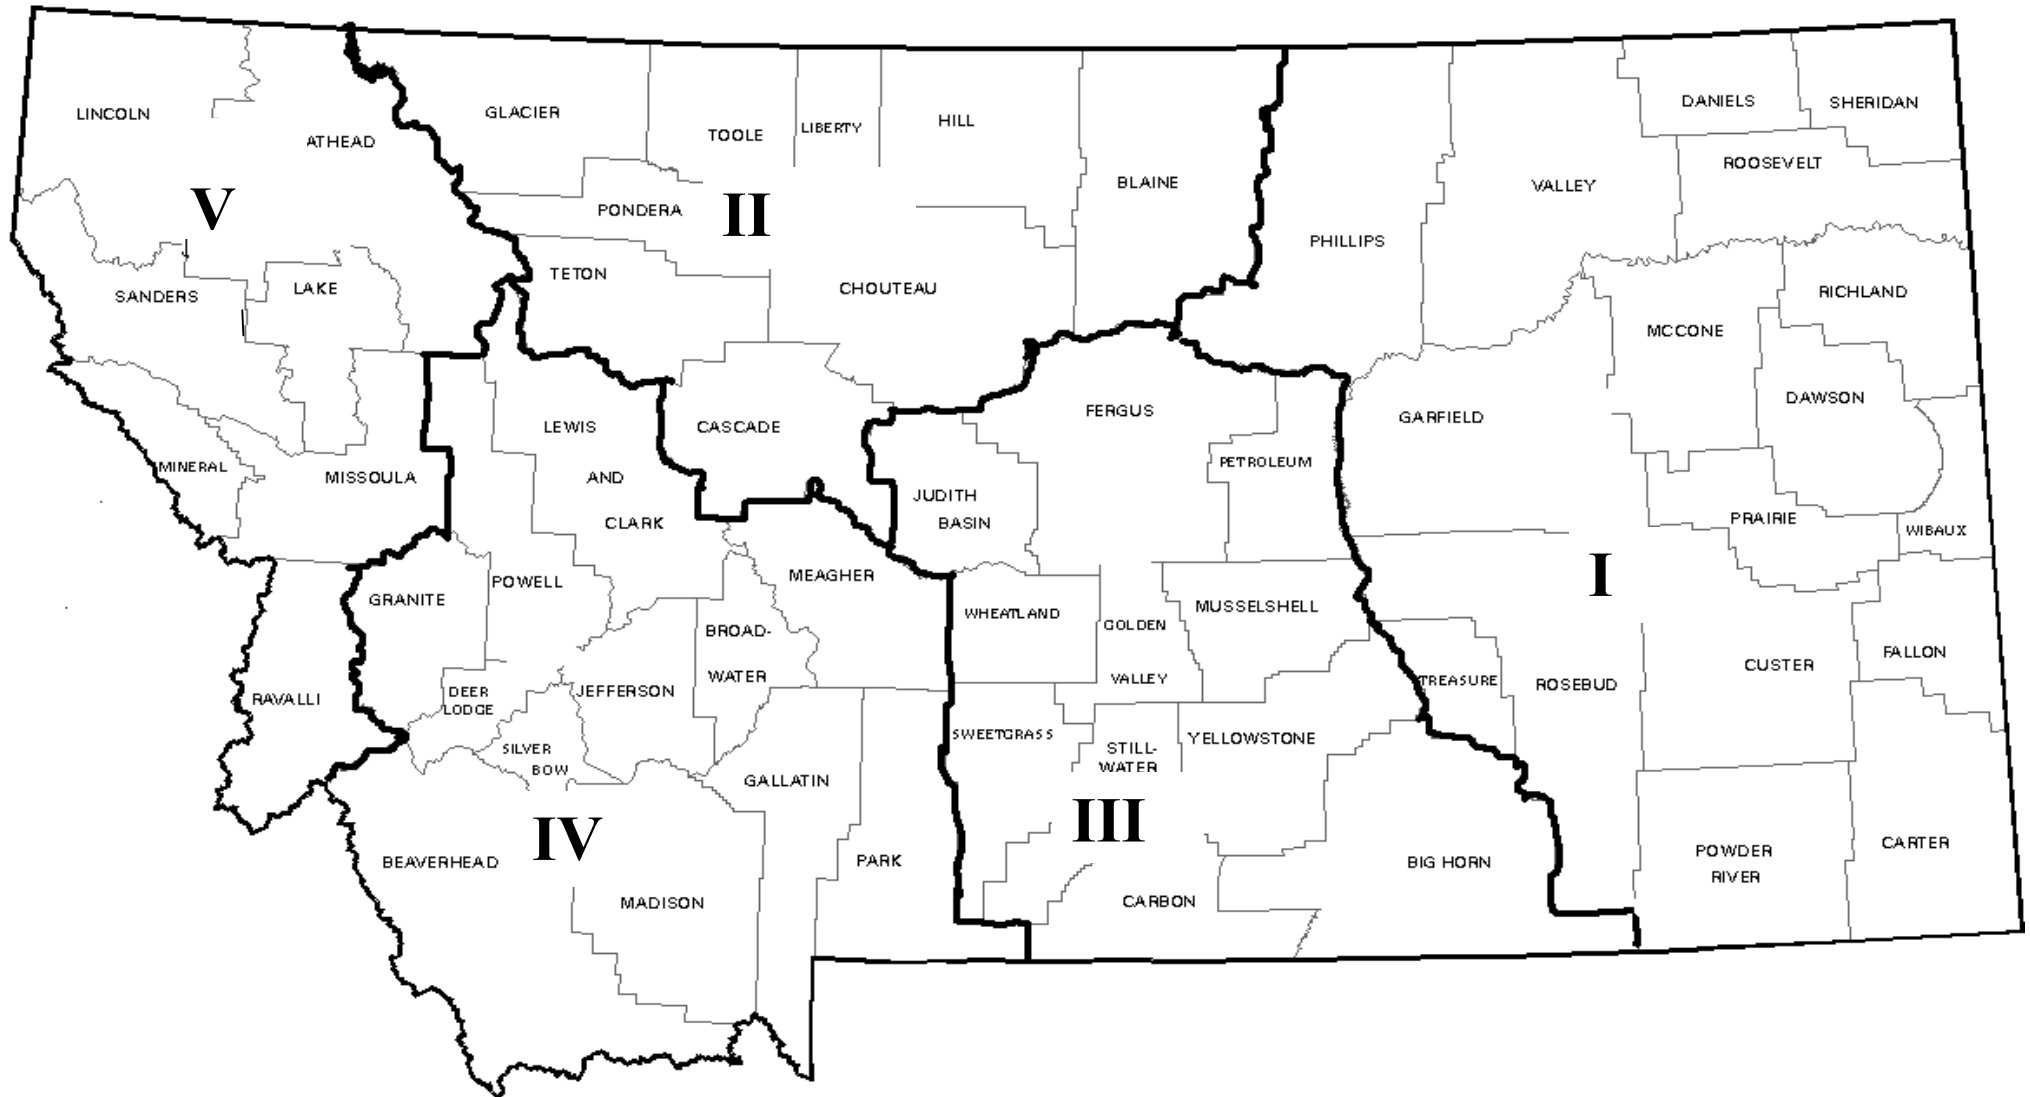 LINCOLN
ATHEAD
GLACIER
TOOLE
LIBERTY
HILL
BLAINE
PHILLIPS
VALLEY
DANIELS
SHERIDAN
ROOSEVELT
V
PONDERA
II
SANDERS
LAKE
TETON
CHOUTEAU
MCCONE
RICHLAND
DAWSON
MINERAL
MISSOULA
LEWIS
AND
CLARK
CASCADE
JUDITH
BASIN
FERGUS
PETROLEUM
GARFIELD
PRAIRIE
WIBAUX
I
GRANITE
POWELL
MEAGHER
BROAD-
WATER
WHEATLAND
GOLDEN
VALLEY
MUSSELSHELL
TREASURE
ROSEBUD
CUSTER
FALLON
RAVALLI
DEER
LODGE
JEFFERSON
SILVER
BOW
GALLATIN
SWEETGRASS
STILL-
WATER
YELLOWSTONE
IV
III
BEAVERHEAD
MADISON
PARK
CARBON
BIG HORN
POWDER
RIVER
CARTER